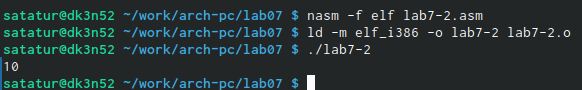 satatur@dk3n52 ~/work/arch-pc/lab07 $ nasm -f elf lab7-2.asm
satatur@dk3n52 ~/work/arch-pc/lab07 $ ld -m elf_i386 -o lab7-2 lab7-2.o
satatur@dk3n52 ~/work/arch-pc/lab07 $ ./lab7-2
10
satatur@dk3n52 ~/work/arch-pc/lab07 $